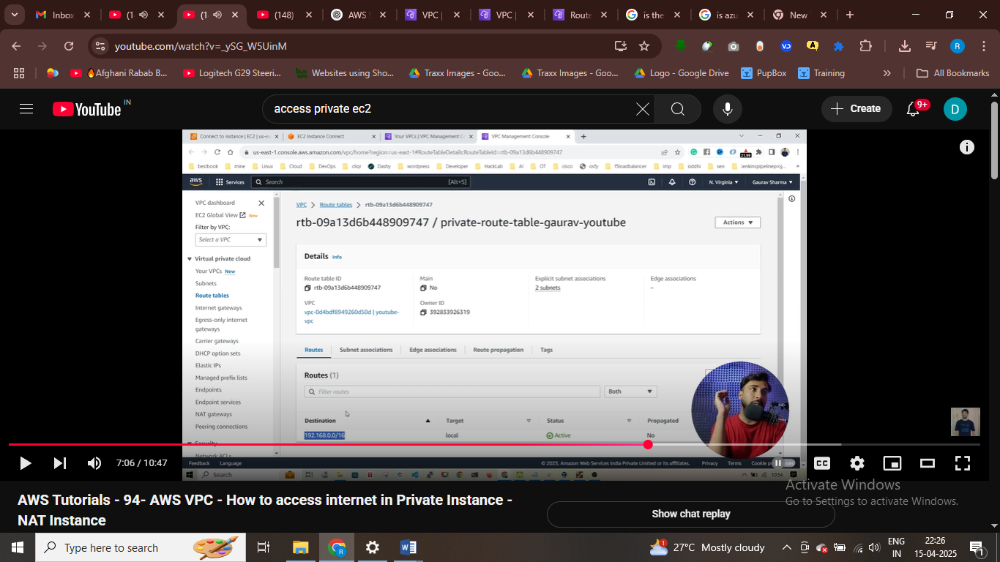 Inbox
(1
(1
(148)
AWS
VPC |
VPC |
Route
is the
is azu
New
youtube.com/watch?v=_ySG_W5UinM
R
Afghani Rabab B...
Logitech G29 Steeri...
Websites using Sho...
Traxx Images - Goo...
Traxx Images - Goo...
Logo - Google Drive
PupBox
Training
All Bookmarks
YouTube IN
access private ec2
Create
9+
D
Connect to instance | EC2 | us-ea
EC2 Instance Connect
Your VPCs | VPC Management C
VPC Management Console
us-east-1.console.aws.amazon.com/vpc/home?region=us-east-1#RouteTableDetails:RouteTableId=rtb-09a13d6b448909747
21.99
bestbook
mine
Linux
Cloud
DevOps
cliqr
Dashy
wordpress
Developer
HackLab
AI
OT
cisco
osfy
f5loadbalancer
imp
siddhi
seo
Jenkinspipelineproj...
aws
Services
Search
[Alt+S]
N. Virginia
Gaurav Sharma
VPC dashboard
EC2 Global View New
Filter by VPC:
Select a VPC
Virtual private cloud
Your VPCs New
Subnets
Route tables
Internet gateways
Egress-only internet
gateways
Carrier gateways
DHCP option sets
Elastic IPs
Managed prefix lists
Endpoints
Endpoint services
NAT gateways
Peering connections
Security
Network ACLs
VPC
Route tables
rtb-09a13d6b448909747
rtb-09a13d6b448909747 / private-route-table-gaurav-youtube
Actions
Details Info
Route table ID
rtb-09a13d6b448909747
Main
No
Explicit subnet associations
2 subnets
Edge associations
–
VPC
vpc-0d4bdf8949260d50d | youtube-
vpc
Owner ID
392833926319
Routes
Subnet associations
Edge associations
Route propagation
Tags
Routes (1)
Filter routes
Both
Destination
Target
Status
Propagated
192.168.0.0/16
local
Active
No
Feedback
Language
© 2023, Amazon Web Services India Private Limited or its affiliates.
Privacy
Terms
Cookie
Search
10:54
7:06 / 10:47
CC
AWS Tutorials - 94- AWS VPC - How to access internet in Private Instance -
NAT Instance
Show chat replay
Activate Windows
Go to Settings to activate Windows.
Type here to search
R
W
1
27°C Mostly cloudy
ENG
IN
22:26
15-04-2025
1